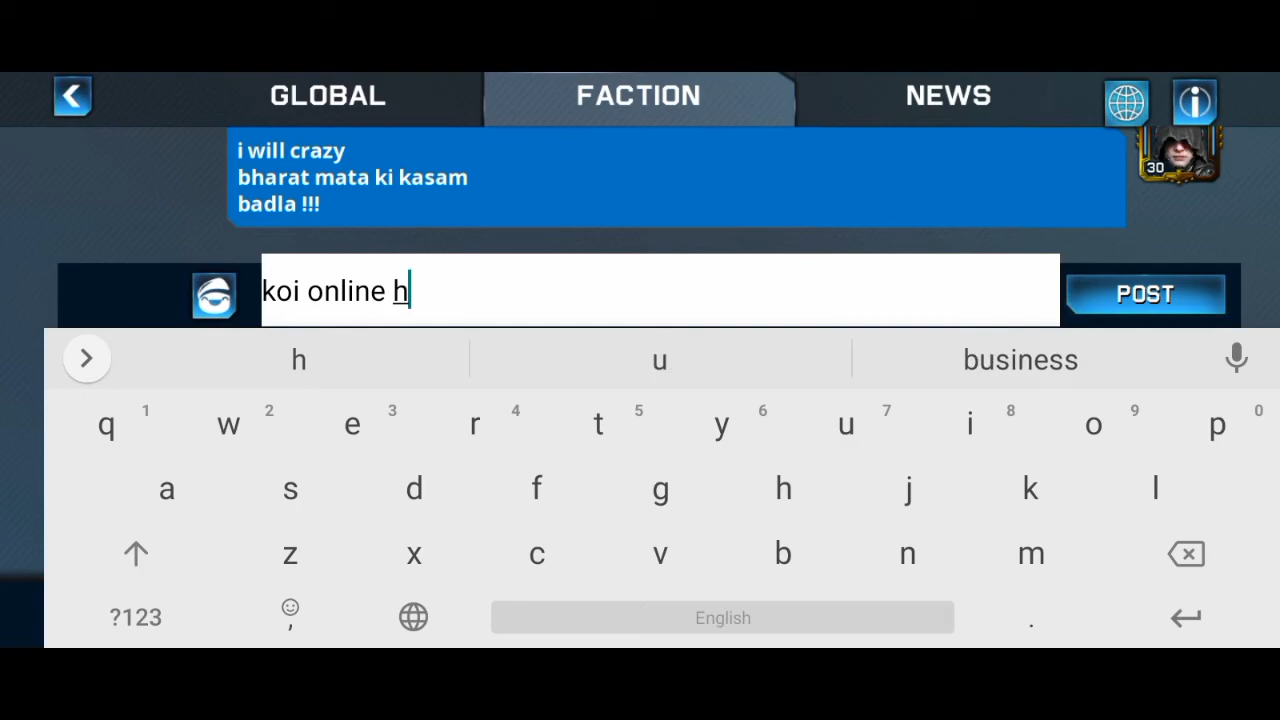 GLOBAL
FACTION
NEWS
i will crazy
bharat mata ki kasam
badla !!!
30
koi online h
POST
h
u
business
q 1 w 2 e 3 r 4 t 5 y 6 u 7 i 8 o 9 p 0
a s d f g h j k l
z x c v b n m
?123 , English .